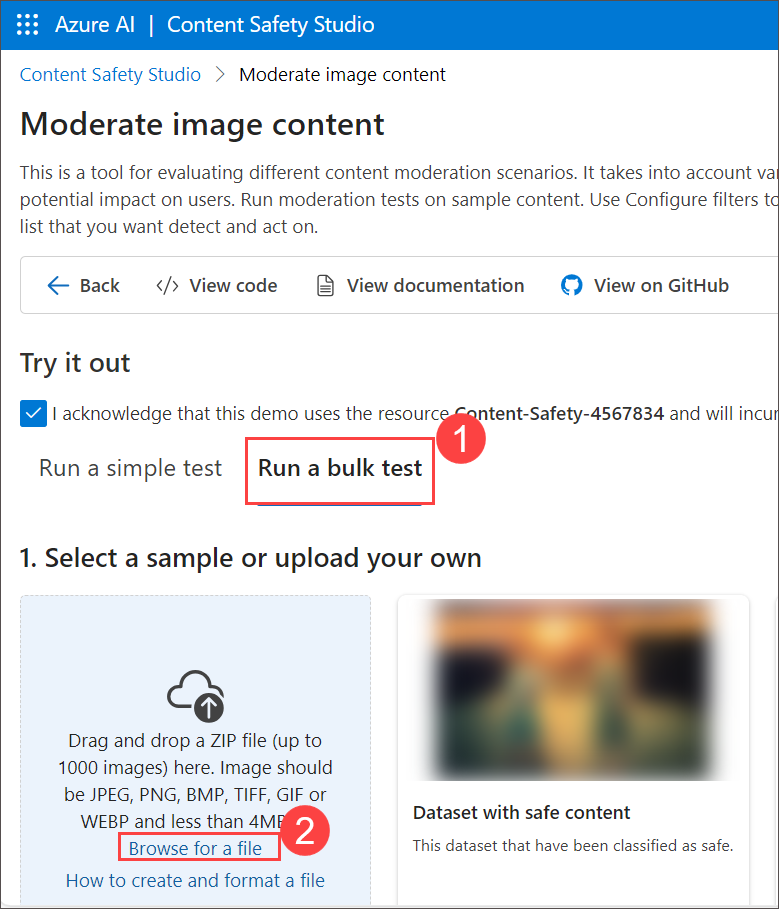 Azure AI | Content Safety Studio
Content Safety Studio > Moderate image content
Moderate image content
This is a tool for evaluating different content moderation scenarios. It takes into account
potential impact on users. Run moderation tests on sample content. Use Configure filters to
list that you want detect and act on.
Back </> View code View documentation View on GitHub
Try it out
I acknowledge that this demo uses the resource Content-Safety-4567834 and will
1
Run a simple test Run a bulk test
1. Select a sample or upload your own
Drag and drop a ZIP file (up to
1000 images) here. Image should
be JPEG, PNG, BMP, TIFF, GIF or
WEBP and less than
2
Browse for a file
How to create and format a file
Dataset with safe content
This dataset that have been classified as safe.